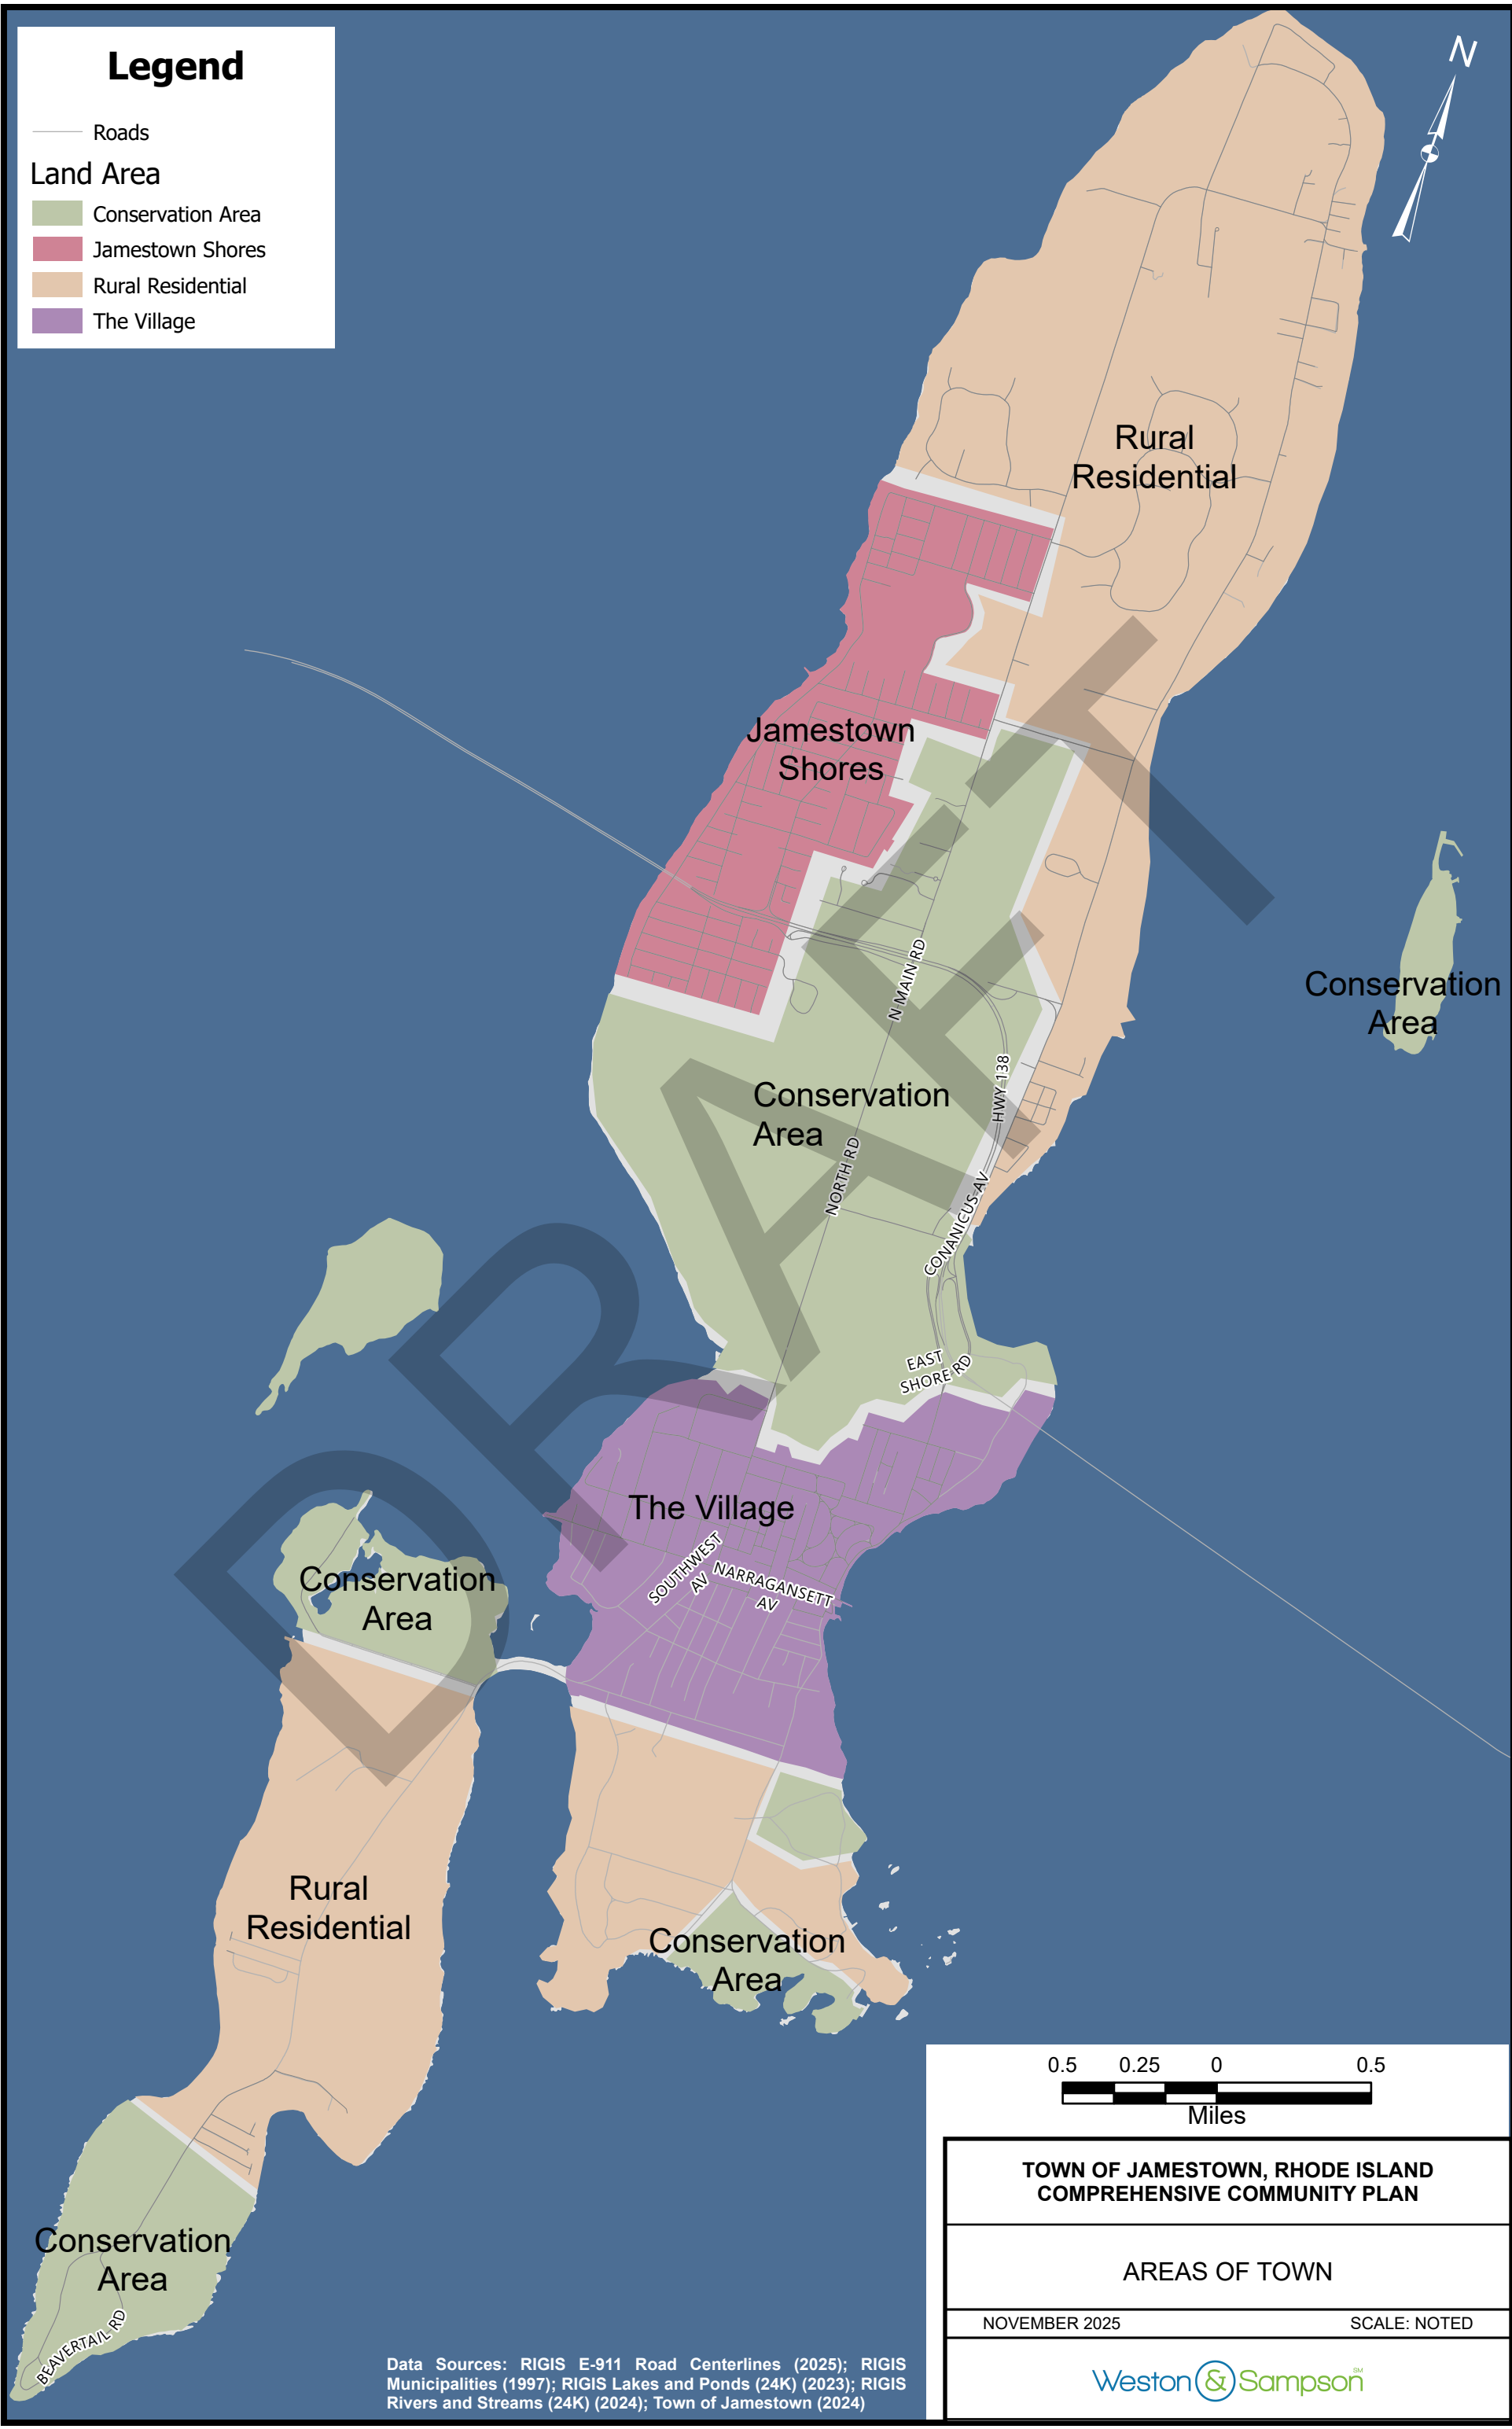 Legend
Roads
Land Area
Conservation Area
Jamestown Shores
Rural Residential
The Village
N
Rural
Residential
Jamestown
Shores
Conservation
Area
N MAIN RD
HWY 138
Conservation
Area
NORTH RD
CONANICUS AV
EAST
SHORE RD
The Village
SOUTHWEST
AV
NARRAGANSETT
AV
Conservation
Area
Rural
Residential
Conservation
Area
Conservation
Area
BEAVERTAIL RD
DRAFT
0.5 0.25 0 0.5
Miles
TOWN OF JAMESTOWN, RHODE ISLAND
COMPREHENSIVE COMMUNITY PLAN
AREAS OF TOWN
NOVEMBER 2025 SCALE: NOTED
Weston & Sampson℠
Data Sources: RIGIS E-911 Road Centerlines (2025); RIGIS
Municipalities (1997); RIGIS Lakes and Ponds (24K) (2023); RIGIS
Rivers and Streams (24K) (2024); Town of Jamestown (2024)